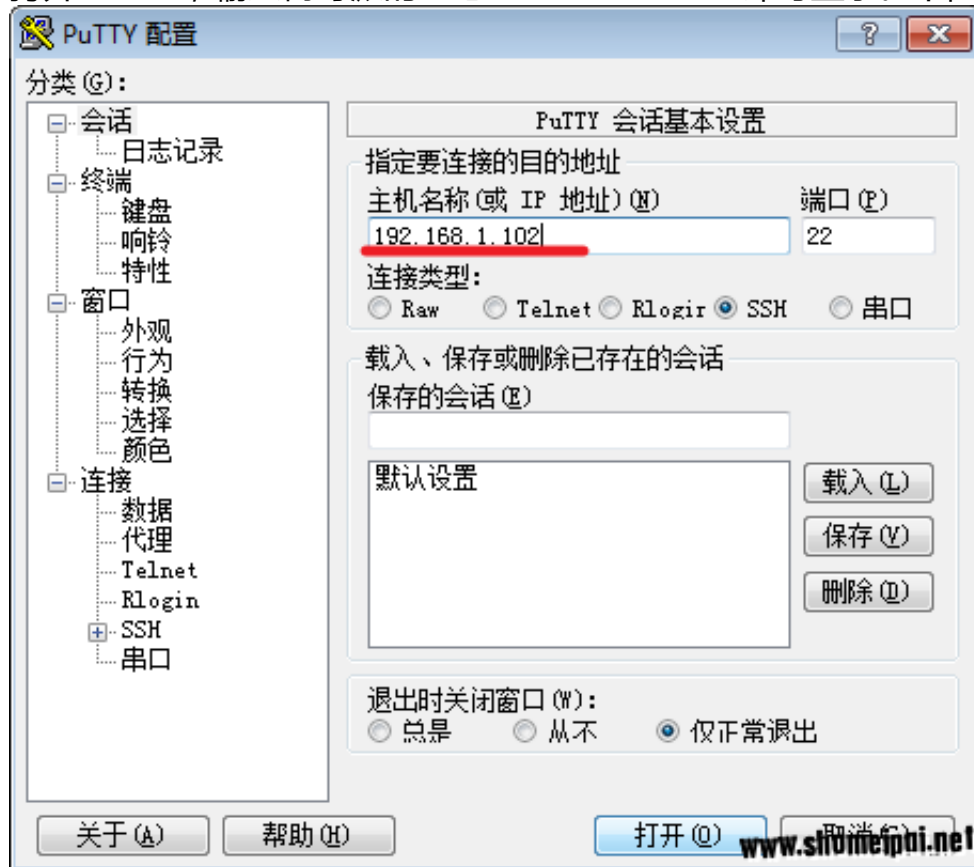 PuTTY 配置
分类(G):
会话
日志记录
终端
键盘
响铃
特性
窗口
外观
行为
转换
选择
颜色
连接
数据
代理
Telnet
Rlogin
SSH
串口
PuTTY 会话基本设置
指定要连接的目的地址
主机名称(或 IP 地址)(N) 端口(P)
192.168.1.102 22
连接类型:
Raw Telnet Rlogir SSH 串口
载入、保存或删除已存在的会话
保存的会话(E)
默认设置
载入(L)
保存(V)
删除(D)
退出时关闭窗口(W):
总是 从不 仅正常退出
关于(A) 帮助(H) 打开(O) 取消(C)
www.shumeipai.net